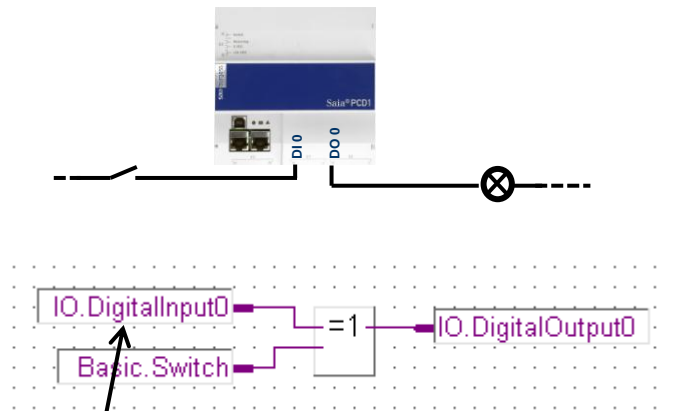 Saia®PCD1
DI 0
DO 0
IO.DigitalInput0
=1
IO.DigitalOutput0
Basic.Switch